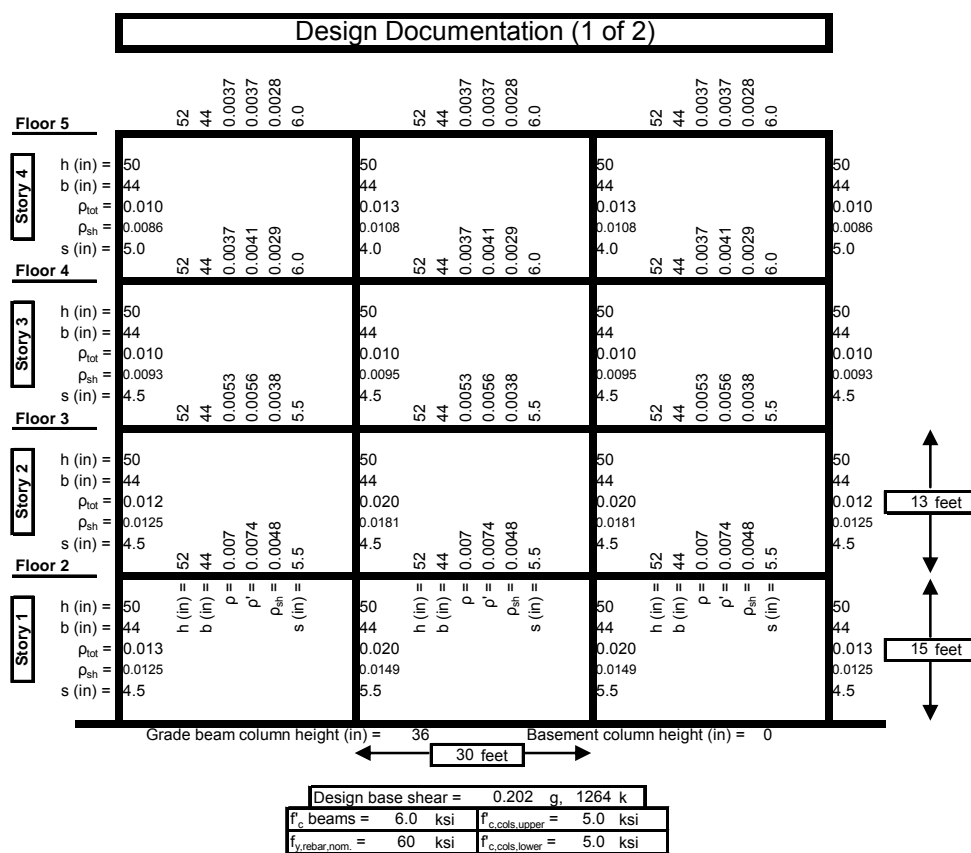 Design Documentation (1 of 2)
52 44 0.0037 0.0037 0.0028 6.0 52 44 0.0037 0.0037 0.0028 6.0 52 44 0.0037 0.0037 0.0028 6.0
Floor 5
Story 4
h (in) = 50 50 50 50
b (in) = 44 44 44 44
ρtot = 0.010 0.013 0.013 0.010
ρsh = 0.0086 0.0108 0.0108 0.0086
s (in) = 5.0 4.0 4.0 5.0
52 44 0.0037 0.0041 0.0029 6.0 52 44 0.0037 0.0041 0.0029 6.0 52 44 0.0037 0.0041 0.0029 6.0
Floor 4
Story 3
h (in) = 50 50 50 50
b (in) = 44 44 44 44
ρtot = 0.010 0.010 0.010 0.010
ρsh = 0.0093 0.0095 0.0095 0.0093
s (in) = 4.5 4.5 4.5 4.5
52 44 0.0053 0.0056 0.0038 5.5 52 44 0.0053 0.0056 0.0038 5.5 52 44 0.0053 0.0056 0.0038 5.5
Floor 3
Story 2
h (in) = 50 50 50 50
b (in) = 44 44 44 44
ρtot = 0.012 0.020 0.020 0.012
ρsh = 0.0125 0.0181 0.0181 0.0125
s (in) = 4.5 4.5 4.5 4.5
13 feet
52 44 0.007 0.0074 0.0048 5.5 52 44 0.007 0.0074 0.0048 5.5 52 44 0.007 0.0074 0.0048 5.5
Floor 2
h (in) = b (in) = ρ = ρ' = ρsh = s (in) = h (in) = b (in) = ρ = ρ' = ρsh = s (in) = h (in) = b (in) = ρ = ρ' = ρsh = s (in) =
Story 1
h (in) = 50 50 50 50
b (in) = 44 44 44 44
ρtot = 0.013 0.020 0.020 0.013
ρsh = 0.0125 0.0149 0.0149 0.0125
s (in) = 4.5 5.5 5.5 4.5
15 feet
Grade beam column height (in) = 36 Basement column height (in) = 0
30 feet
Design base shear = 0.202 g, 1264 k
f'c beams = 6.0 ksi f'c,cols,upper = 5.0 ksi
fy,rebar,nom. = 60 ksi f'c,cols,lower = 5.0 ksi